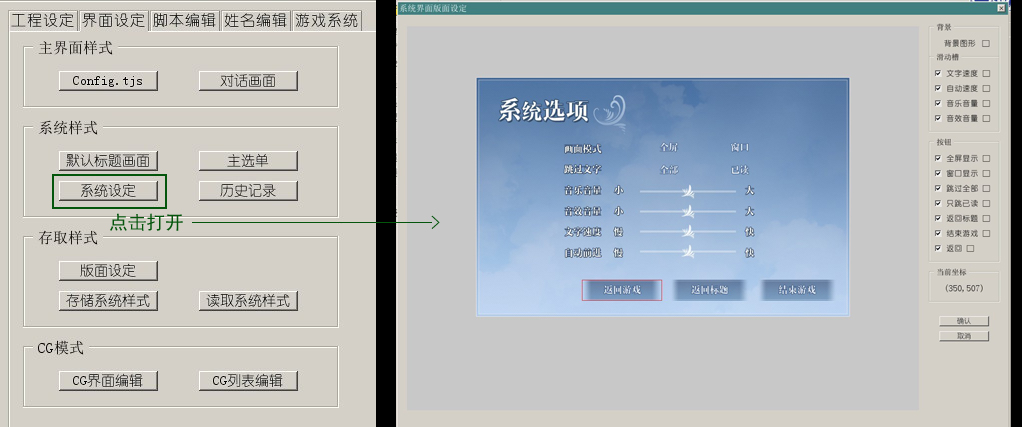 工程设定 界面设定 脚本编辑 姓名编辑 游戏系统
主界面样式
Config.tjs 对话画面
系统样式
默认标题画面 主选单
系统设定 历史记录
点击打开
存取样式
版面设定
存储系统样式 读取系统样式
CG模式
CG界面编辑 CG列表编辑
系统界面版面设定
系统选项
画面模式 全屏 窗口
跳过文字 全部 已读
音乐音量 小 大
音效音量 小 大
文字速度 慢 快
自动前进 慢 快
返回游戏 返回标题 结束游戏
背景
背景图形
滑动槽
文字速度
自动速度
音乐音量
音效音量
按钮
全屏显示
窗口显示
跳过全部
只跳已读
返回标题
结束游戏
返回
当前坐标
(350,507)
确认
取消